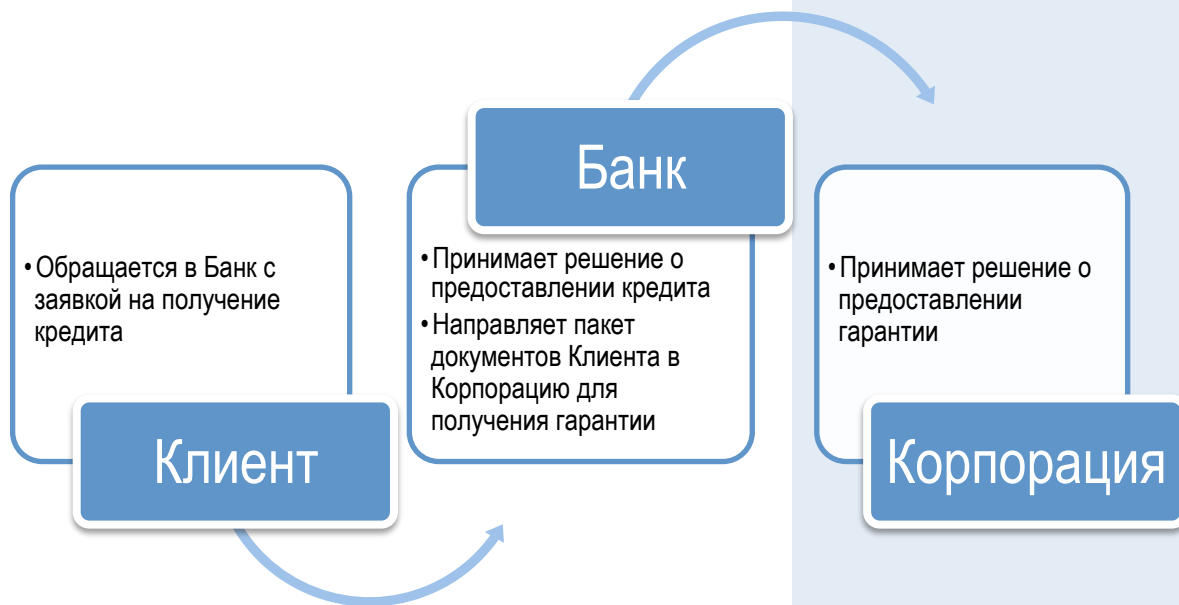 • Обращается в Банк с
заявкой на получение
кредита
Клиент
Банк
• Принимает решение о
предоставлении кредита
• Направляет пакет
документов Клиента в
Корпорацию для
получения гарантии
• Принимает решение о
предоставлении
гарантии
Корпорация